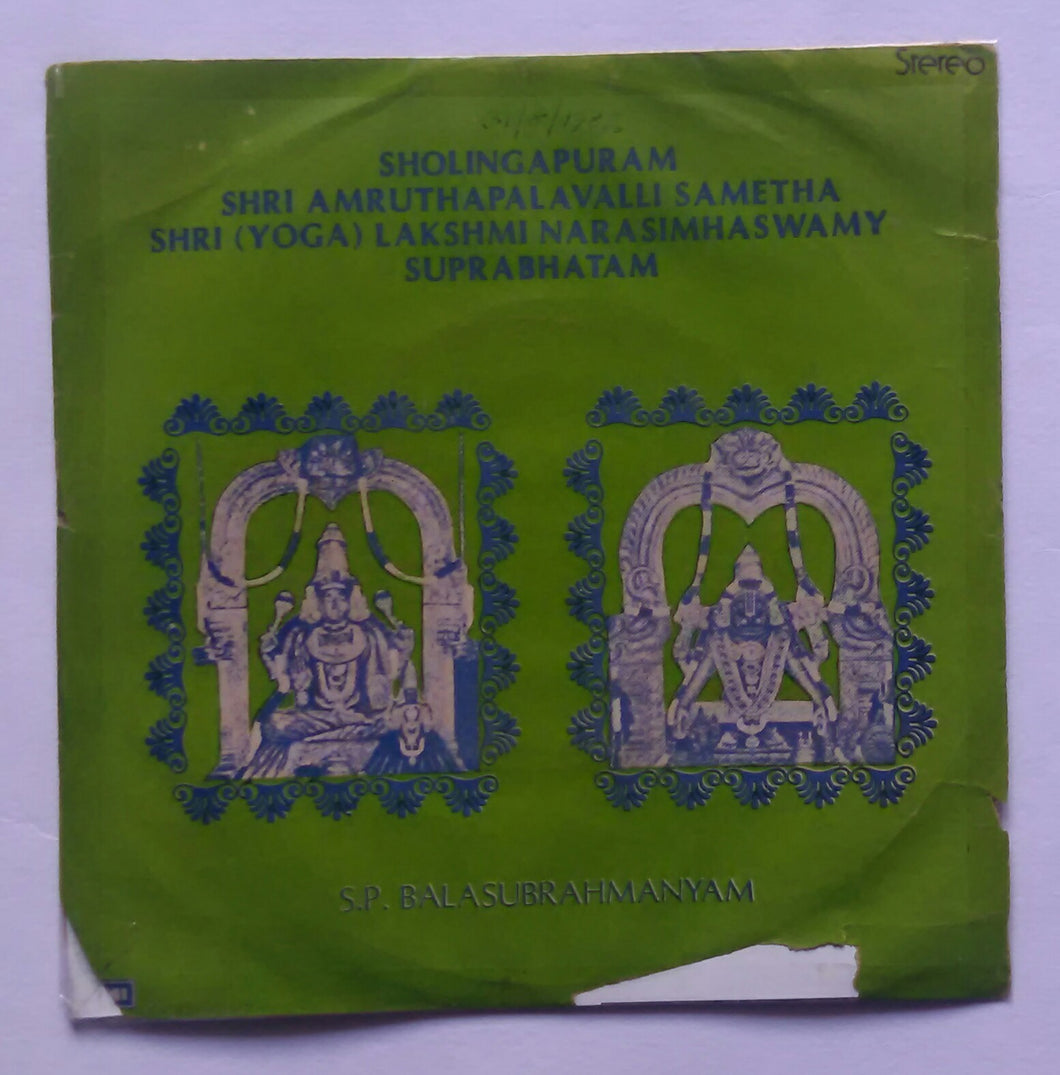 Stereo
SHOLINGAPURAM
SHRI AMRUTHAPALAVALLI SAMETHA
SHRI (YOGA) LAKSHMI NARASIMHASWAMY
SUPRABHATAM
S.P. BALASUBRAHMANYAM